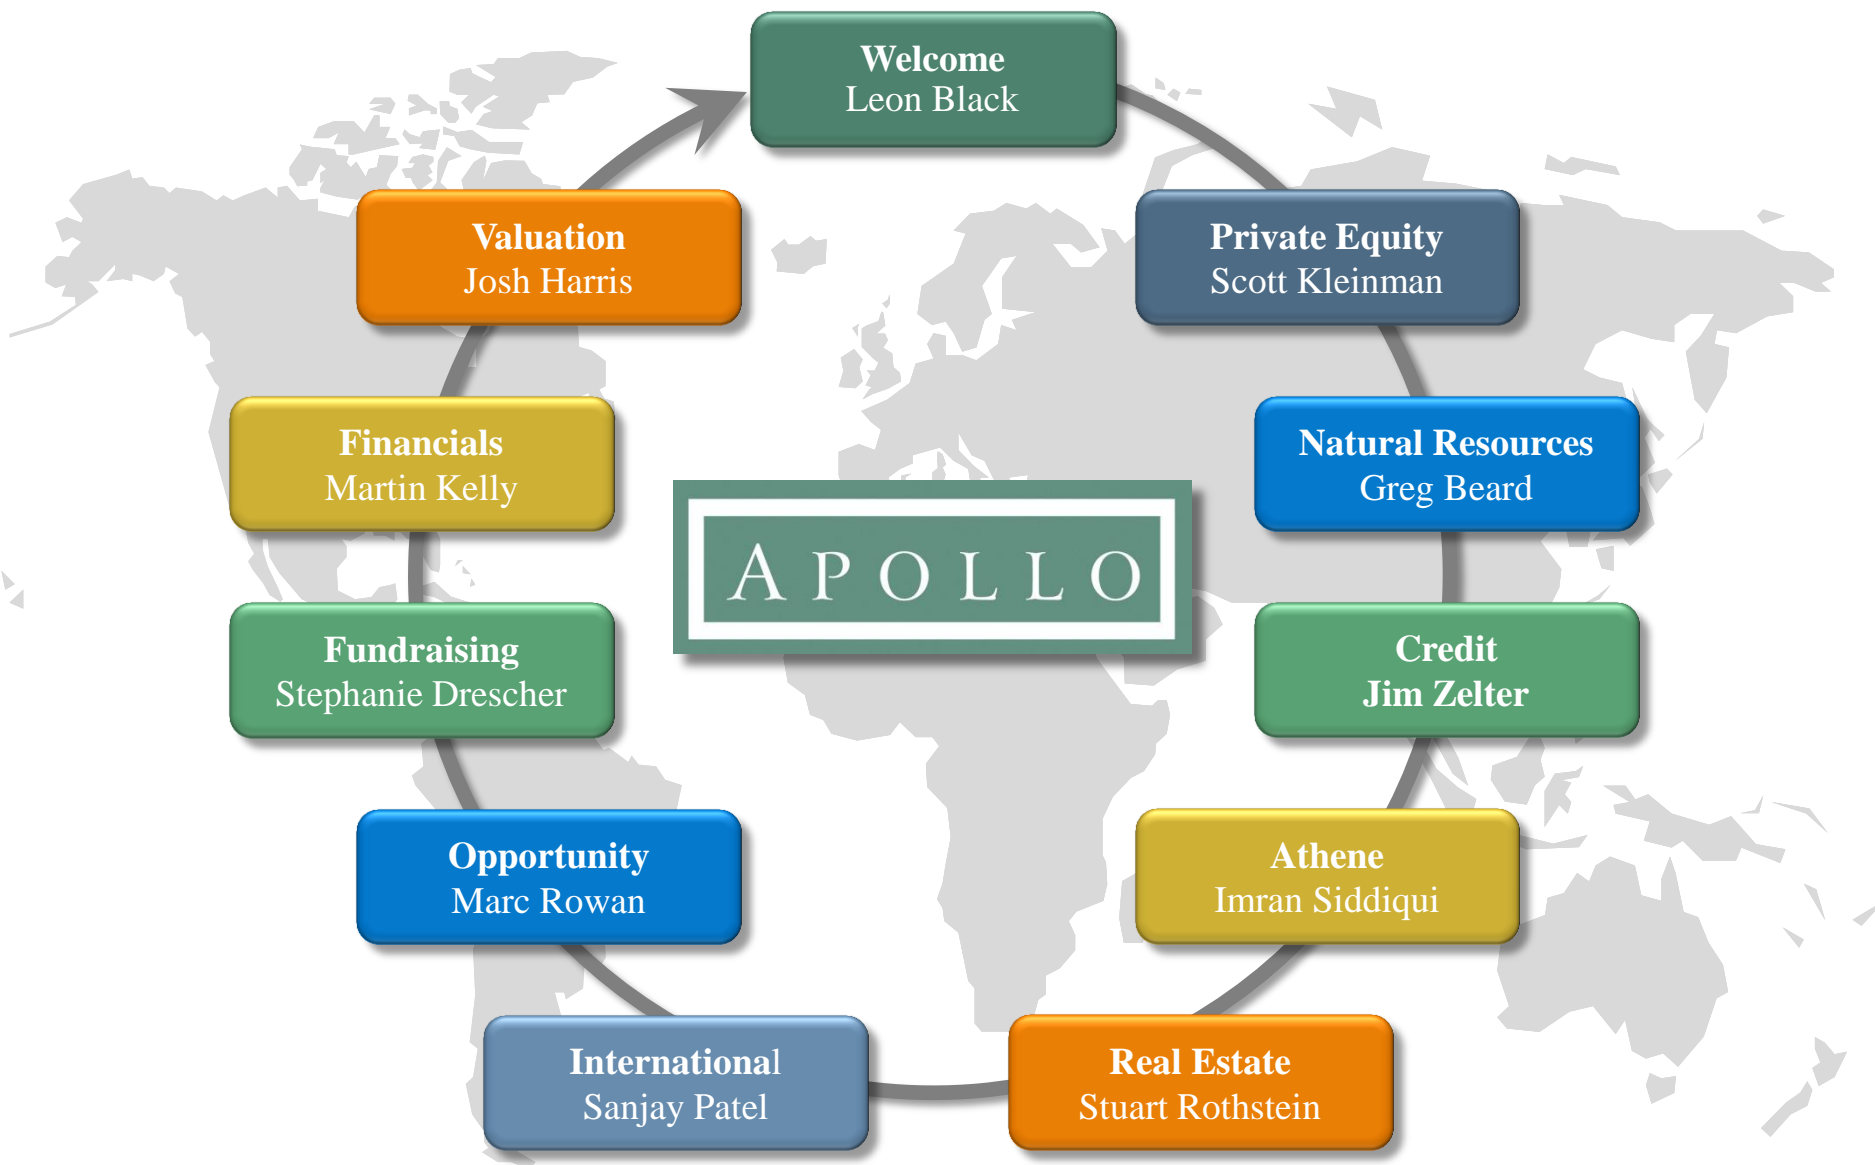 Welcome
Leon Black
Private Equity
Scott Kleinman
Natural Resources
Greg Beard
Credit
Jim Zelter
Athene
Imran Siddiqui
Real Estate
Stuart Rothstein
International
Sanjay Patel
Opportunity
Marc Rowan
Fundraising
Stephanie Drescher
Financials
Martin Kelly
Valuation
Josh Harris
APOLLO